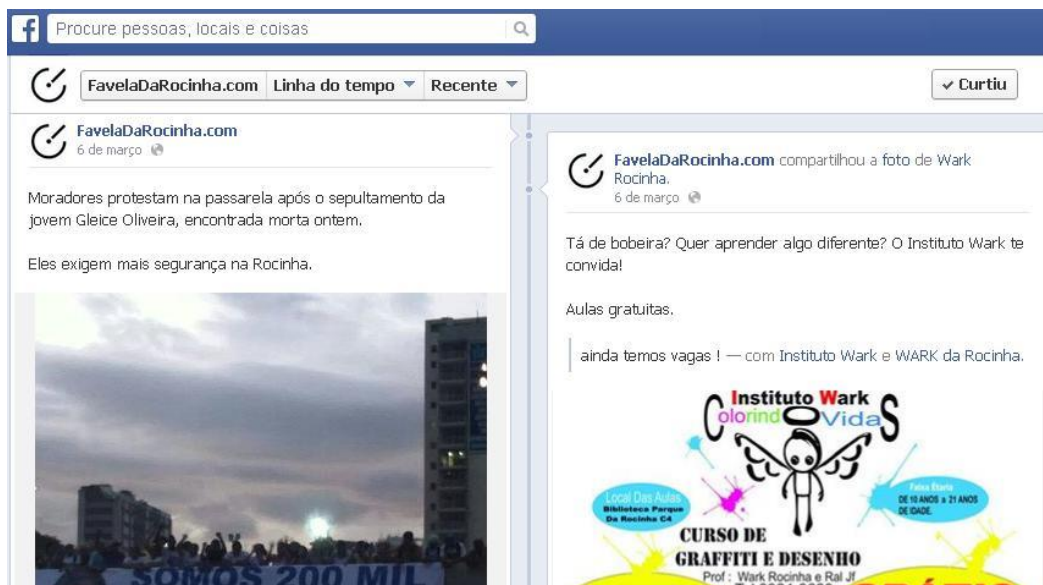 Procure pessoas, locais e coisas
FavelaDaRocinha.com Linha do tempo Recente
Curtiu
FavelaDaRocinha.com
6 de março
Moradores protestam na passarela após o sepultamento da
jovem Gleice Oliveira, encontrada morta ontem.
Eles exigem mais segurança na Rocinha.
SOMOS 200 MIL
FavelaDaRocinha.com compartilhou a foto de Wark
Rocinha.
6 de março
Tá de bobeira? Quer aprender algo diferente? O Instituto Wark te
convida!
Aulas gratuitas.
ainda temos vagas ! — com Instituto Wark e WARK da Rocinha.
Instituto Wark
Colorindo Vidas
Local Das Aulas
Biblioteca Parque
Da Rocinha C4
Faixa Etaria
DE 10 ANOS a 21 ANOS
DE IDADE.
CURSO DE
GRAFFITI E DESENHO
Prof : Wark Rocinha e Ral Jf